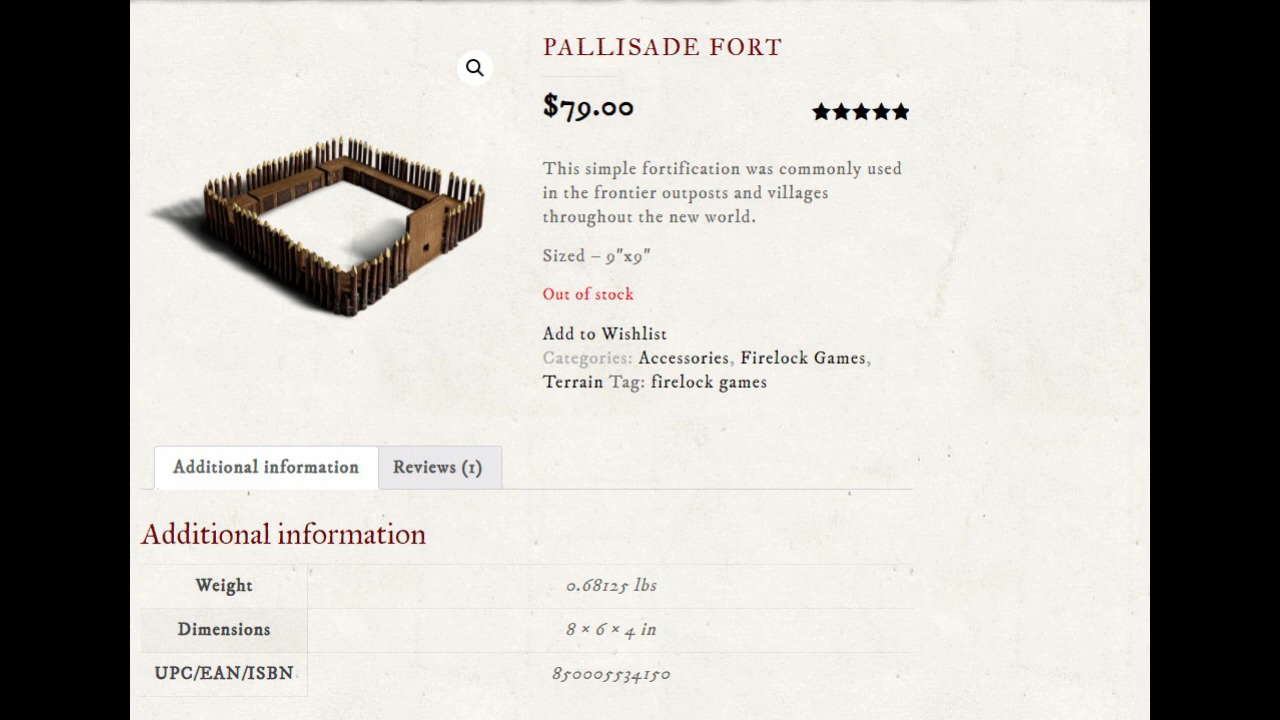 PALLISADE FORT
$79.00
This simple fortification was commonly used
in the frontier outposts and villages
throughout the new world.
Sized – 9"x9"
Out of stock
Add to Wishlist
Categories: Accessories, Firelock Games,
Terrain Tag: firelock games
Additional information
Reviews (1)
Additional information
Weight 0.68125 lbs
Dimensions 8 × 6 × 4 in
UPC/EAN/ISBN 850005534150